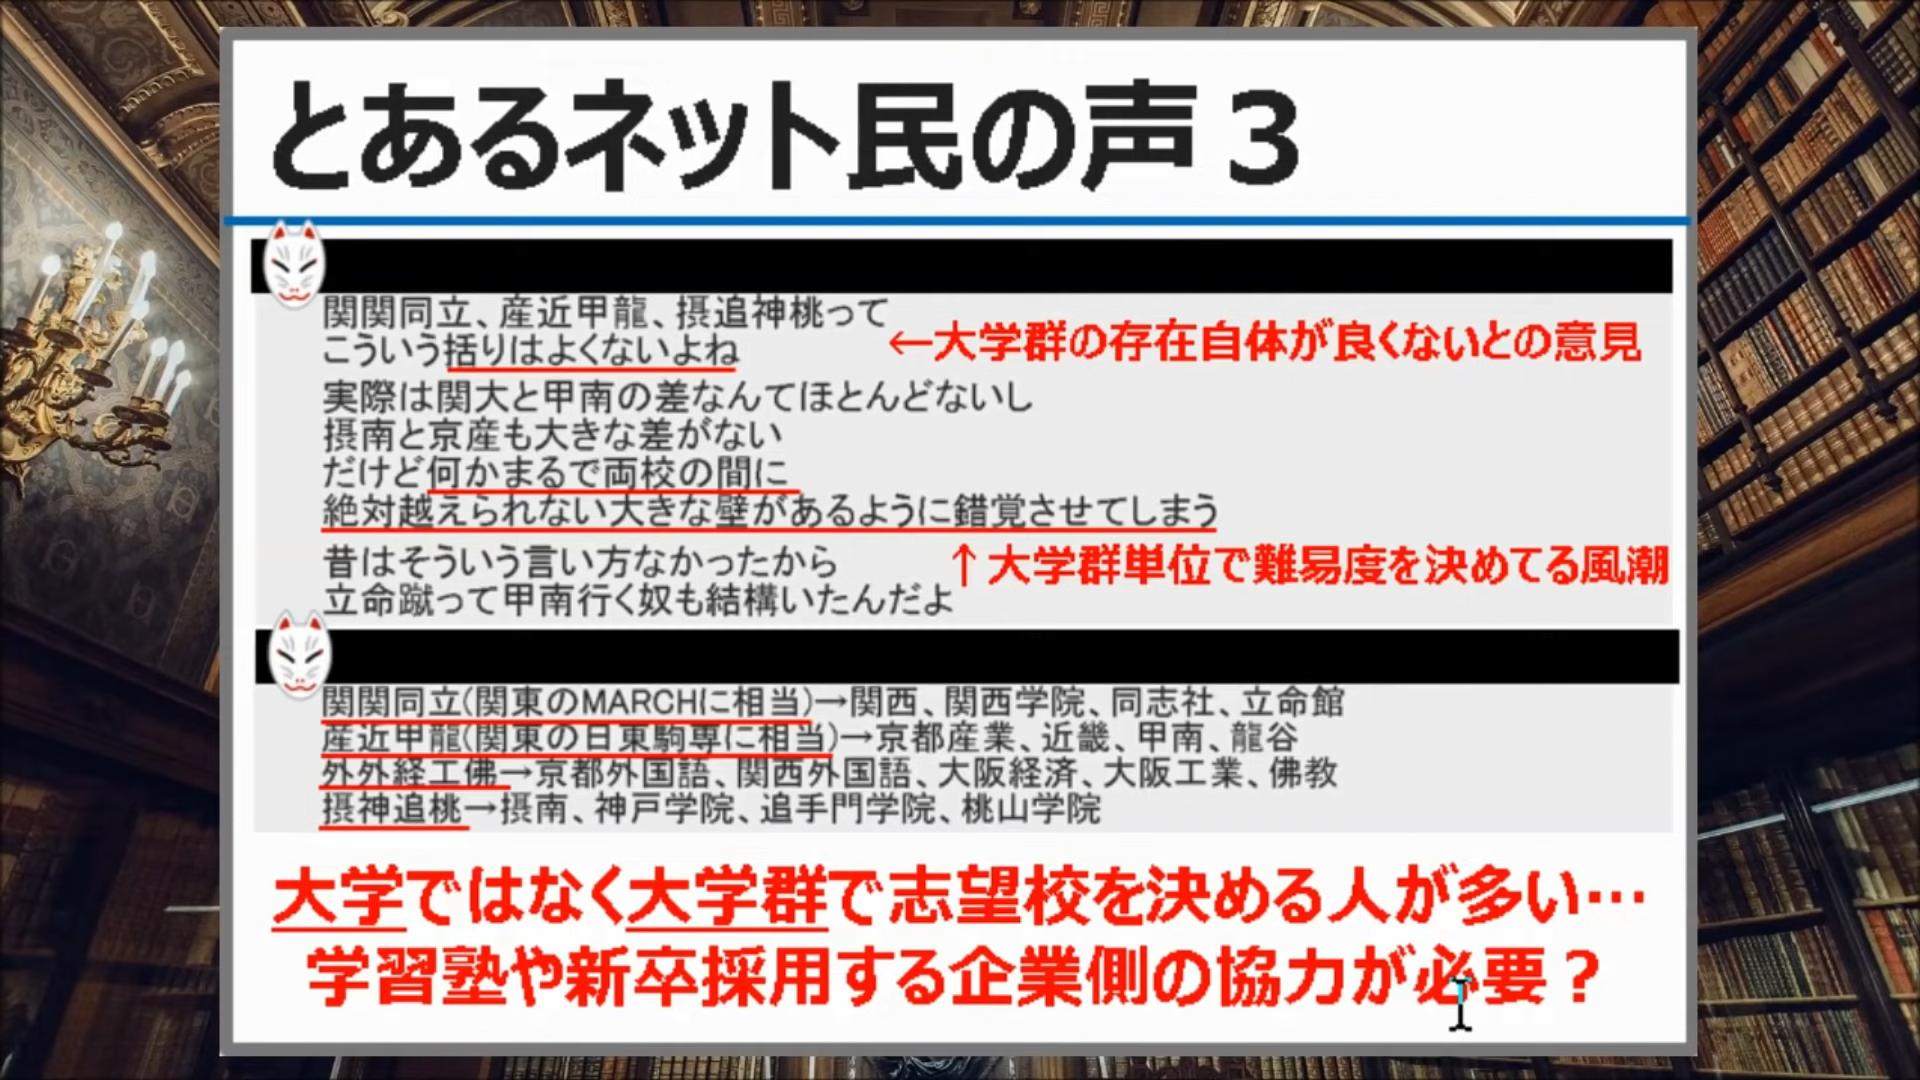 とあるネット民の声３
関関同立、産近甲龍、摂追神桃って
こういう括りはよくないよね
←大学群の存在自体が良くないとの意見
実際は関大と甲南の差なんてほとんどないし
摂南と京産も大きな差がない
だけど何かまるで両校の間に
絶対越えられない大きな壁があるように錯覚させてしまう
昔はそういう言い方なかったから
立命蹴って甲南行く奴も結構いたんだよ
↑大学群単位で難易度を決めてる風潮
関関同立(関東のMARCHに相当)→関西、関西学院、同志社、立命館
産近甲龍(関東の日東駒専に相当)→京都産業、近畿、甲南、龍谷
外外経工佛→京都外国語、関西外国語、大阪経済、大阪工業、佛教
摂神追桃→摂南、神戸学院、追手門学院、桃山学院
大学ではなく大学群で志望校を決める人が多い…
学習塾や新卒採用する企業側の協力が必要？